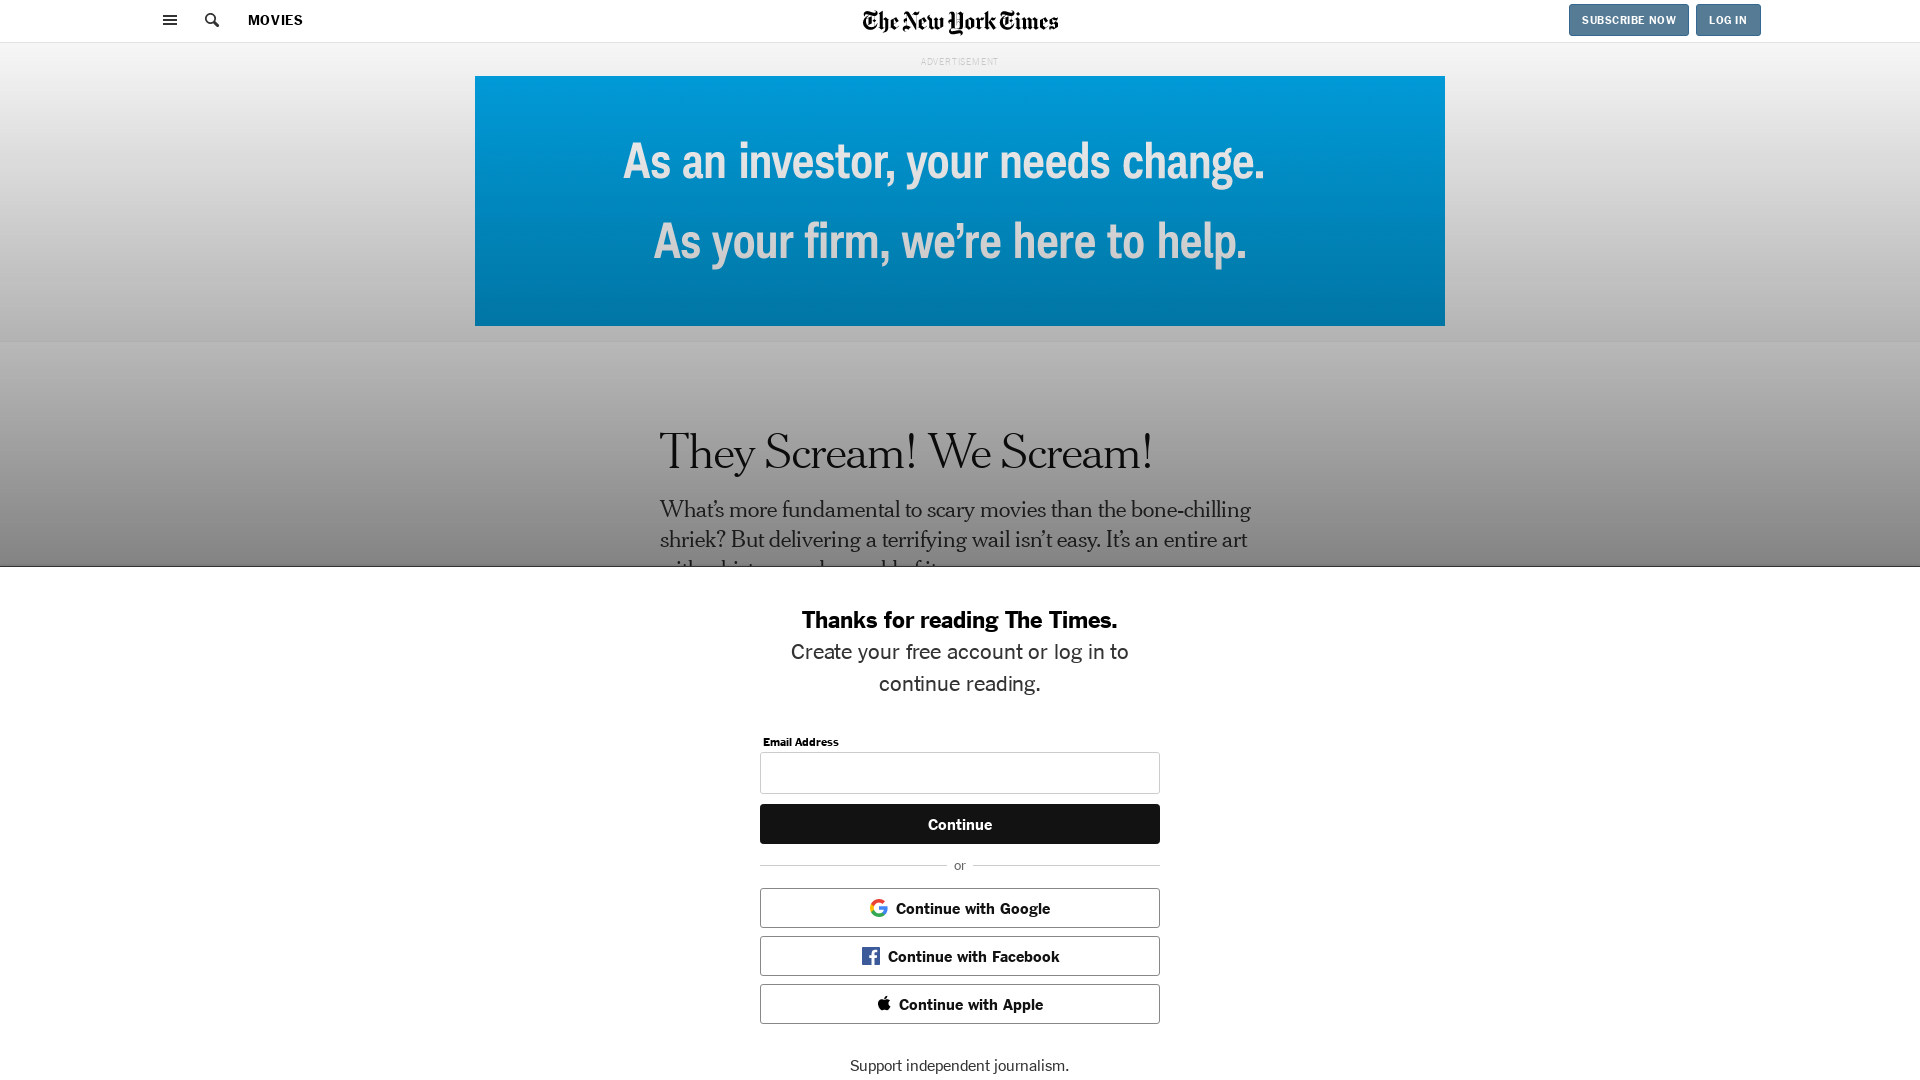 MOVIES
The New York Times
SUBSCRIBE NOW
LOG IN
ADVERTISEMENT
As an investor, your needs change.
As your firm, we’re here to help.
They Scream! We Scream!
What’s more fundamental to scary movies than the bone-chilling
shriek? But delivering a terrifying wail isn’t easy. It’s an entire art
Thanks for reading The Times.
Create your free account or log in to
continue reading.
Email Address
Continue
or
Continue with Google
Continue with Facebook
Continue with Apple
Support independent journalism.